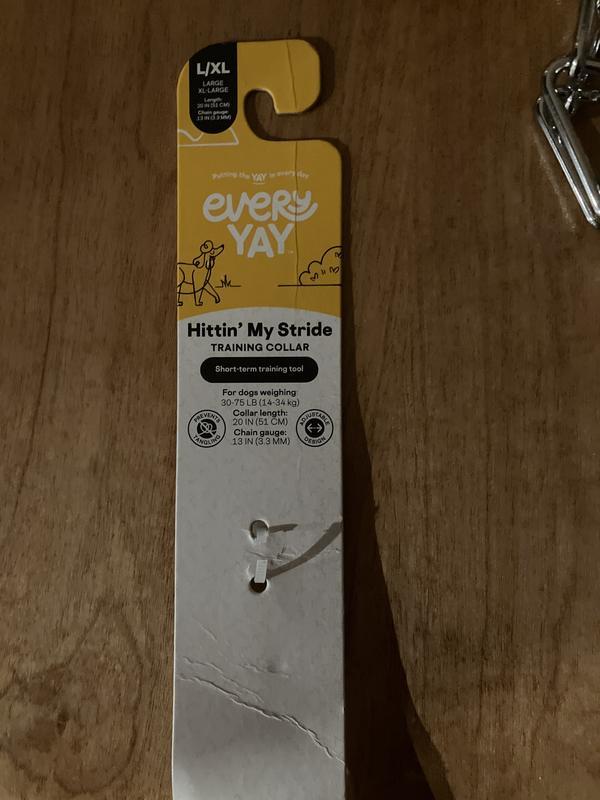 L/XL
LARGE
XL-LARGE
Length:
20 IN (51 CM)
Chain gauge:
.13 IN (3.3 MM)
Putting the YAY in every day
every
YAY
Hittin' My Stride
TRAINING COLLAR
Short-term training tool
For dogs weighing
30-75 LB (14-34 kg)
Collar length:
20 IN (51 CM)
Chain gauge:
.13 IN (3.3 MM)
PREVENTS
TANGLING
ADJUSTABLE
DESIGN